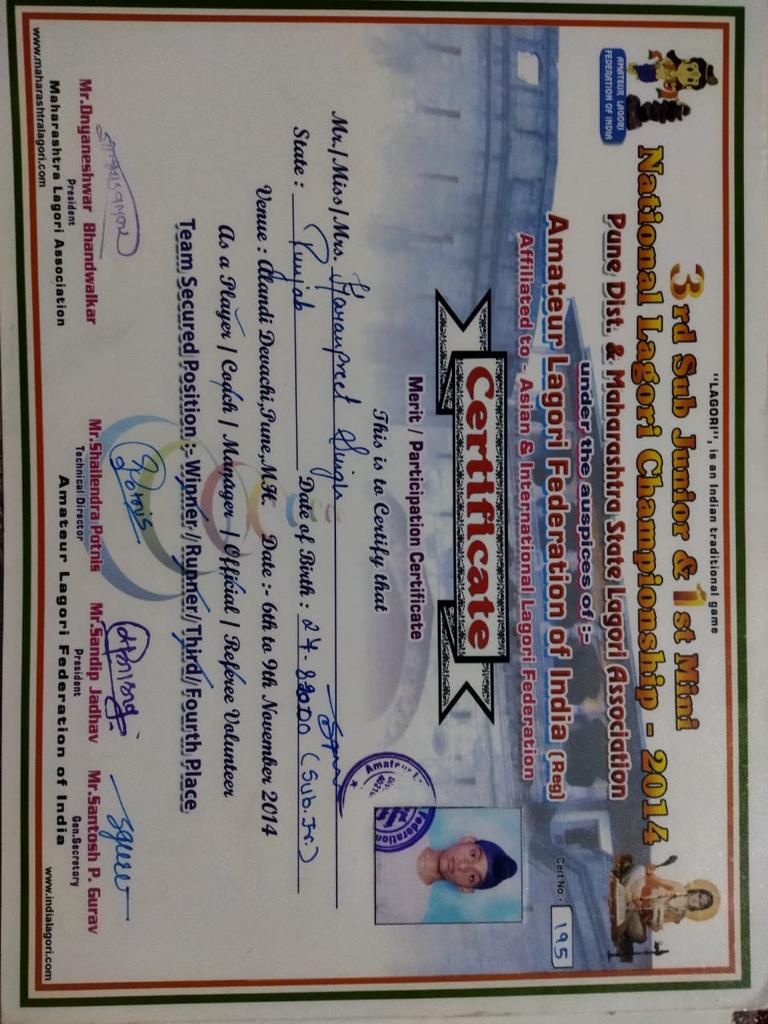 "LAGORI", is an Indian traditional game
AMATEUR LAGORI
FEDERATION OF INDIA
3rd Sub Junior & 1st Mini
National Lagori Championship - 2014
Pune Dist. & Maharashtra State Lagori Association
under the auspices of :-
Amateur Lagori Federation of India (Reg)
Affiliated to - Asian & International Lagori Federation
Cert No.- 195
Certificate
Merit / Participation Certificate
This is to Certify that
Mr./Miss/Mrs. Karanpreet Singh
State : Punjab Date of Birth : (Sub.Jr.)
Venue : Alandi Devachi, Pune, M.H. Date :- 6th to 9th November 2014
As a Player / Coach / Manager / Official / Referee Volunteer
Team Secured Position :- Winner / Runner / Third / Fourth Place
Potnis
Mr.Dnyaneshwar Bhandwalkar
President
Maharashtra Lagori Association
Mr.Shailendra Potnis
Technical Director
Mr.Sandip Jadhav
President
Mr.Santosh P. Gurav
Gen.Secretary
Amateur Lagori Federation of India
www.maharashtralagori.com
www.indialagori.com